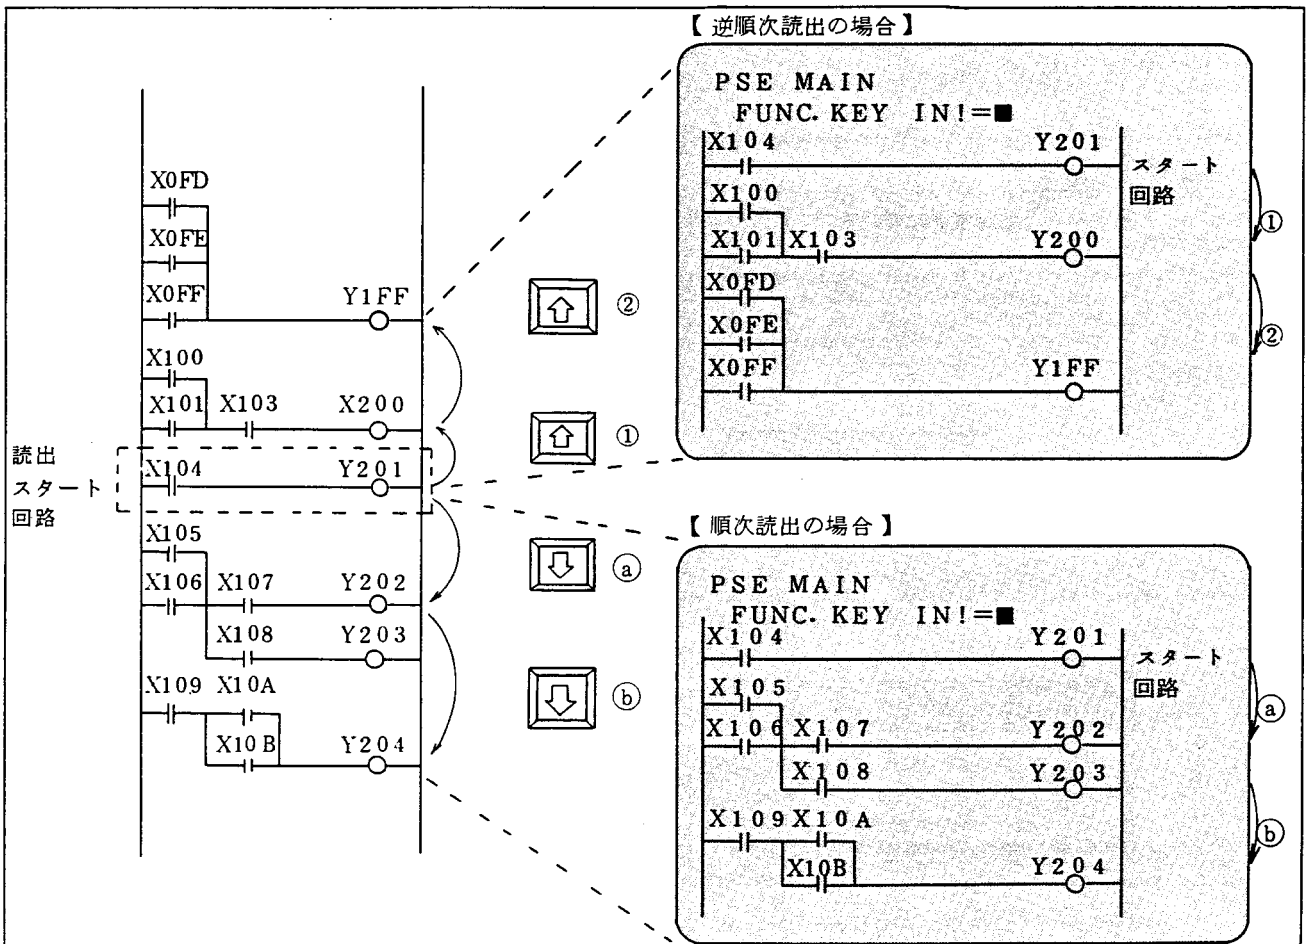 X0FD
X0FE
X0FF Y1FF
X100
X101 X103 X200
読出
スタート
回路
X104 Y201
X105
X106 X107 Y202
X108 Y203
X109 X10A
X10B Y204
②
①
ⓐ
ⓑ
【逆順次読出の場合】
PSE MAIN
FUNC. KEY IN!=■
X104 Y201
スタート
回路
X100
X101 X103 Y200
X0FD
X0FE
X0FF Y1FF
①
②
【順次読出の場合】
PSE MAIN
FUNC. KEY IN!=■
X104 Y201
スタート
回路
X105
X106 X107 Y202
X108 Y203
X109 X10A
X10B Y204
ⓐ
ⓑ